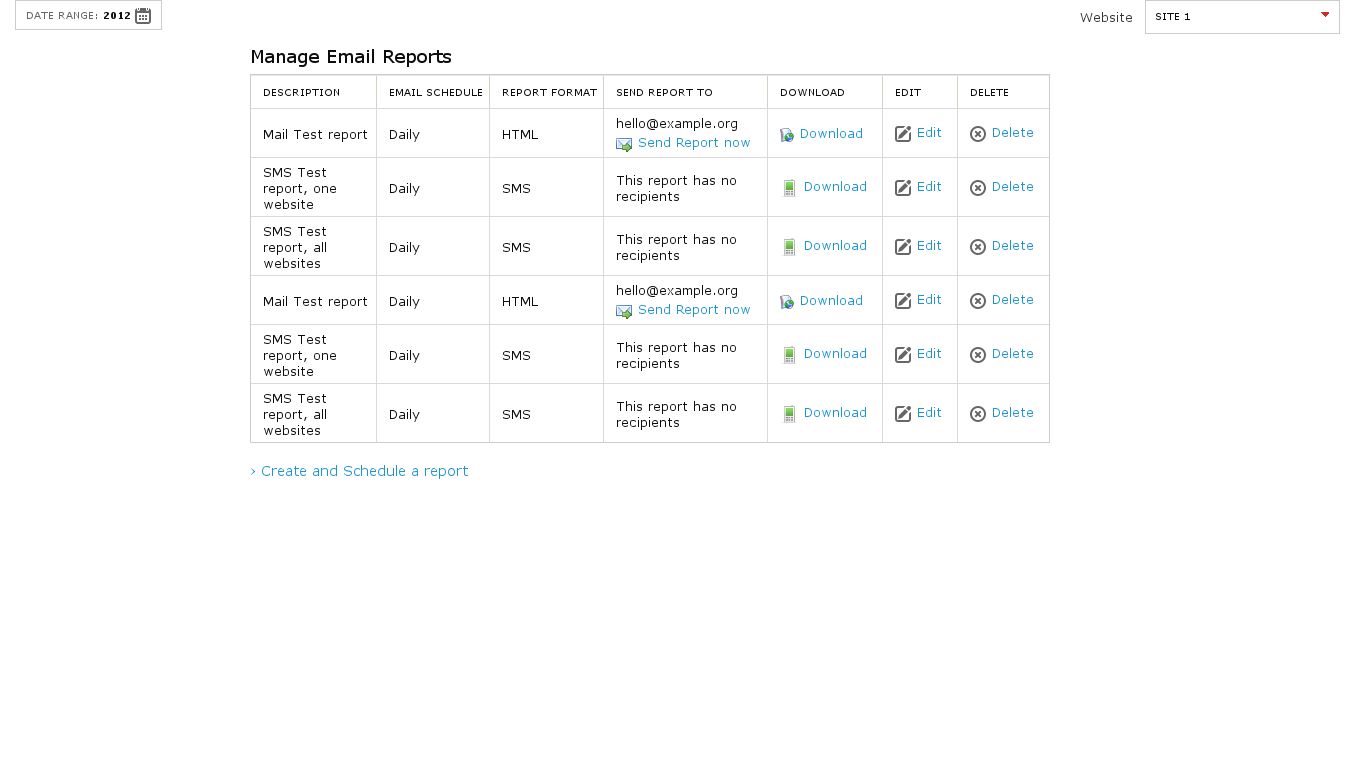 DATE RANGE: 2012
Website SITE 1
Manage Email Reports
DESCRIPTION EMAIL SCHEDULE REPORT FORMAT SEND REPORT TO DOWNLOAD EDIT DELETE
Mail Test report Daily HTML hello@example.org Download Edit Delete
Send Report now
SMS Test
report, one
website
Daily SMS This report has no
recipients
Download Edit Delete
SMS Test
report, all
websites
Daily SMS This report has no
recipients
Download Edit Delete
Mail Test report Daily HTML hello@example.org Download Edit Delete
Send Report now
SMS Test
report, one
website
Daily SMS This report has no
recipients
Download Edit Delete
SMS Test
report, all
websites
Daily SMS This report has no
recipients
Download Edit Delete
› Create and Schedule a report